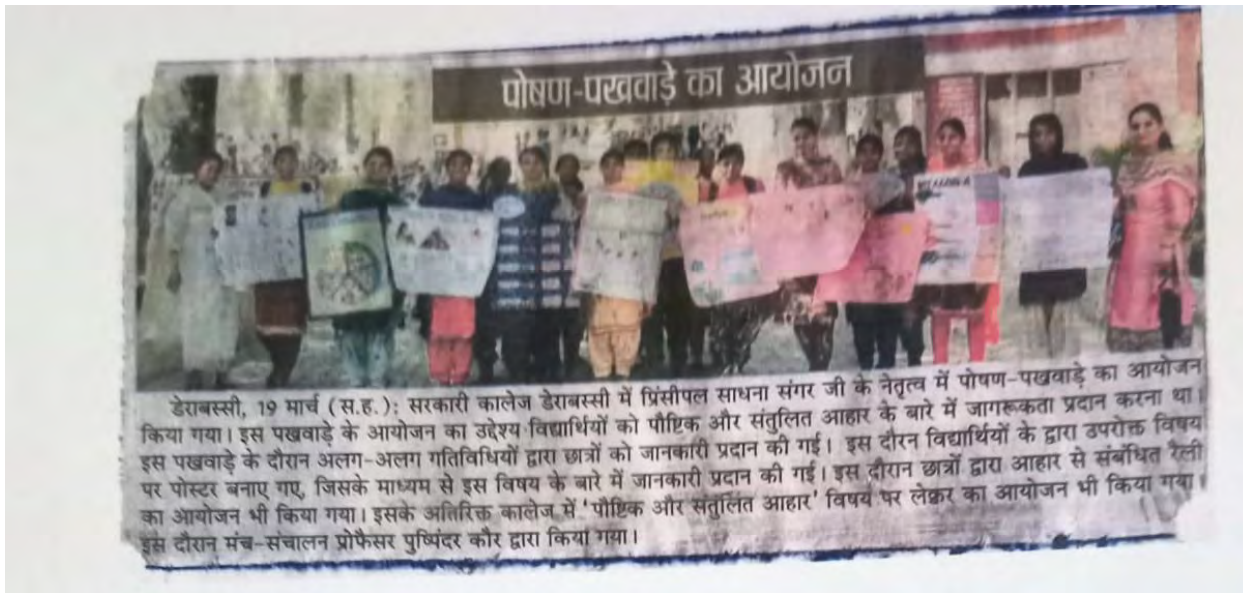 पोषण-पखवाड़े का आयोजन
VITAMIN-A
डेराबस्सी, 19 मार्च (स.ह.): सरकारी कालेज डेराबस्सी में प्रिंसीपल साधना संगर जी के नेतृत्व में पोषण-पखवाड़े का आयोजन
किया गया। इस पखवाड़े के आयोजन का उद्देश्य विद्यार्थियों को पौष्टिक और संतुलित आहार के बारे में जागरूकता प्रदान करना था।
इस पखवाड़े के दौरान अलग-अलग गतिविधियों द्वारा छात्रों को जानकारी प्रदान की गई। इस दौरन विद्यार्थियों के द्वारा उपरोक्त विषय
पर पोस्टर बनाए गए, जिसके माध्यम से इस विषय के बारे में जानकारी प्रदान की गई। इस दौरान छात्रों द्वारा आहार से संबंधित रैली
का आयोजन भी किया गया। इसके अतिरिक्त कालेज में 'पौष्टिक और संतुलित आहार' विषय पर लेक्चर का आयोजन भी किया गया।
इस दौरान मंच-संचालन प्रोफैसर पुष्पिंदर कौर द्वारा किया गया।